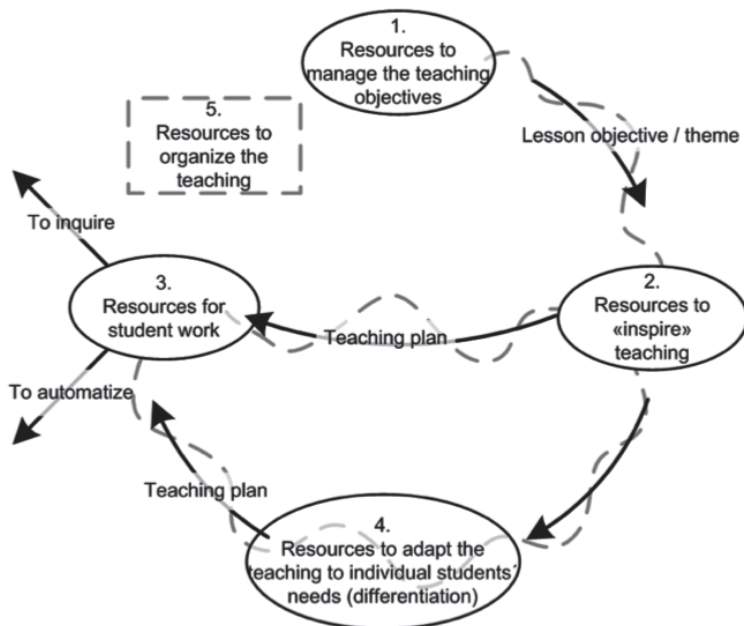 1.
Resources to
manage the teaching
objectives
5.
Resources to
organize the
teaching
Lesson objective / theme
To inquire
3.
Resources for
student work
2.
Resources to
«inspire»
teaching
Teaching plan
To automatize
Teaching plan
4.
Resources to adapt the
teaching to individual students´
needs (differentiation)